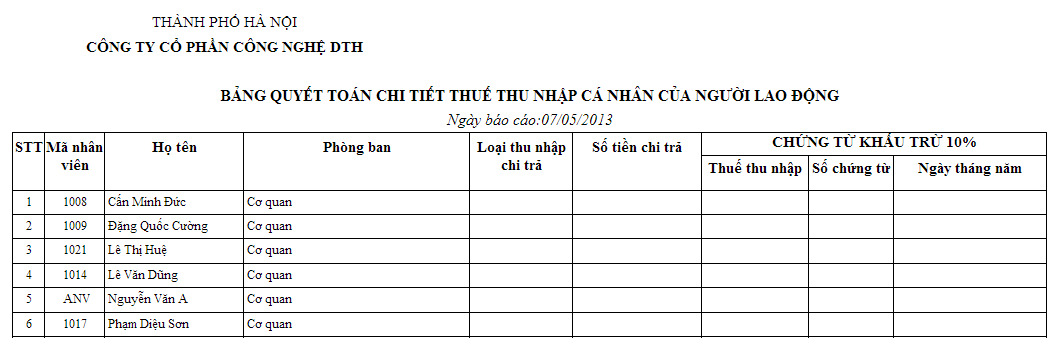 THÀNH PHỐ HÀ NỘI
CÔNG TY CỔ PHẦN CÔNG NGHỆ DTH
BẢNG QUYẾT TOÁN CHI TIẾT THUẾ THU NHẬP CÁ NHÂN CỦA NGƯỜI LAO ĐỘNG
Ngày báo cáo:07/05/2013
STT Mã nhân viên Họ tên Phòng ban Loại thu nhập chi trả Số tiền chi trả CHỨNG TỪ KHẤU TRỪ 10%
Thuế thu nhập Số chứng từ Ngày tháng năm
1 1008 Cấn Minh Đức Cơ quan
2 1009 Đặng Quốc Cường Cơ quan
3 1021 Lê Thị Huệ Cơ quan
4 1014 Lê Văn Dũng Cơ quan
5 ANV Nguyễn Văn A Cơ quan
6 1017 Phạm Diệu Sơn Cơ quan